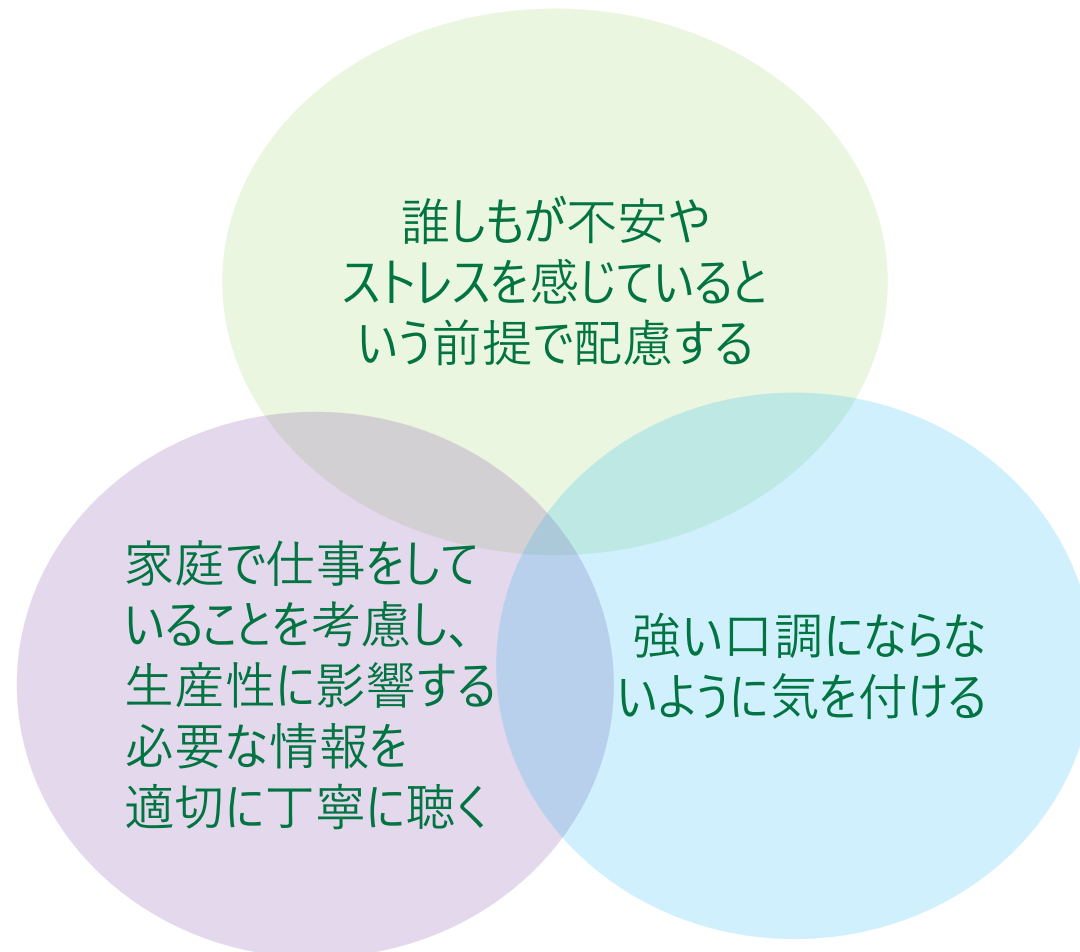 誰しもが不安や
ストレスを感じていると
いう前提で配慮する
家庭で仕事をして
いることを考慮し、
生産性に影響する
必要な情報を
適切に丁寧に聴く
強い口調にならな
いように気を付ける